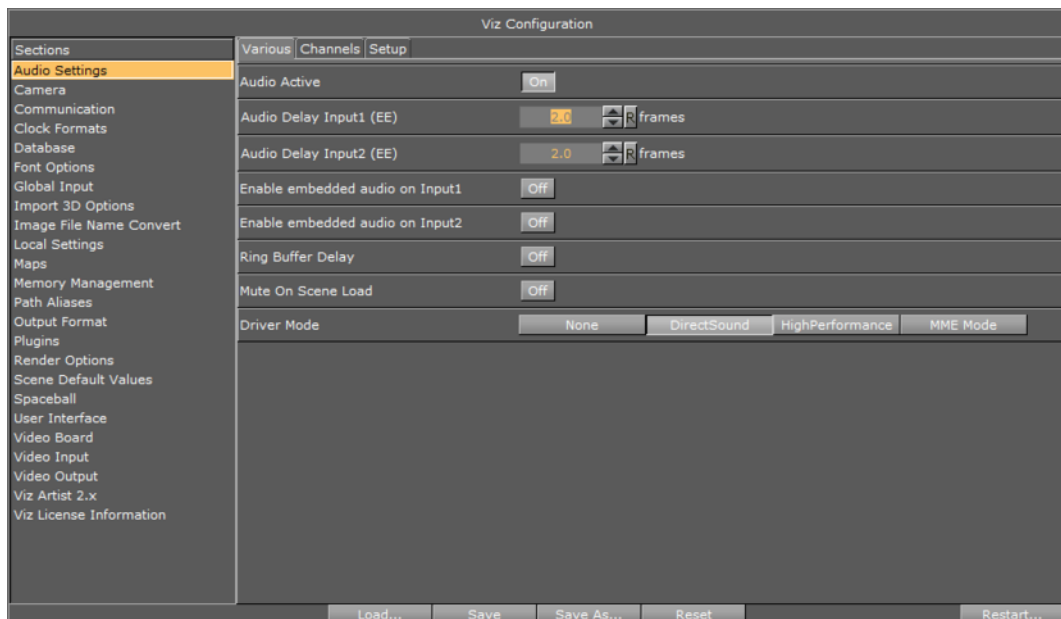 Viz Configuration
Sections
Audio Settings
Camera
Communication
Clock Formats
Database
Font Options
Global Input
Import 3D Options
Image File Name Convert
Local Settings
Maps
Memory Management
Path Aliases
Output Format
Plugins
Render Options
Scene Default Values
Spaceball
User Interface
Video Board
Video Input
Video Output
Viz Artist 2.x
Viz License Information
Various Channels Setup
Audio Active On
Audio Delay Input1 (EE) 2.0 R frames
Audio Delay Input2 (EE) 2.0 R frames
Enable embedded audio on Input1 Off
Enable embedded audio on Input2 Off
Ring Buffer Delay Off
Mute On Scene Load Off
Driver Mode None DirectSound HighPerformance MME Mode
Load... Save Save As... Reset Restart...